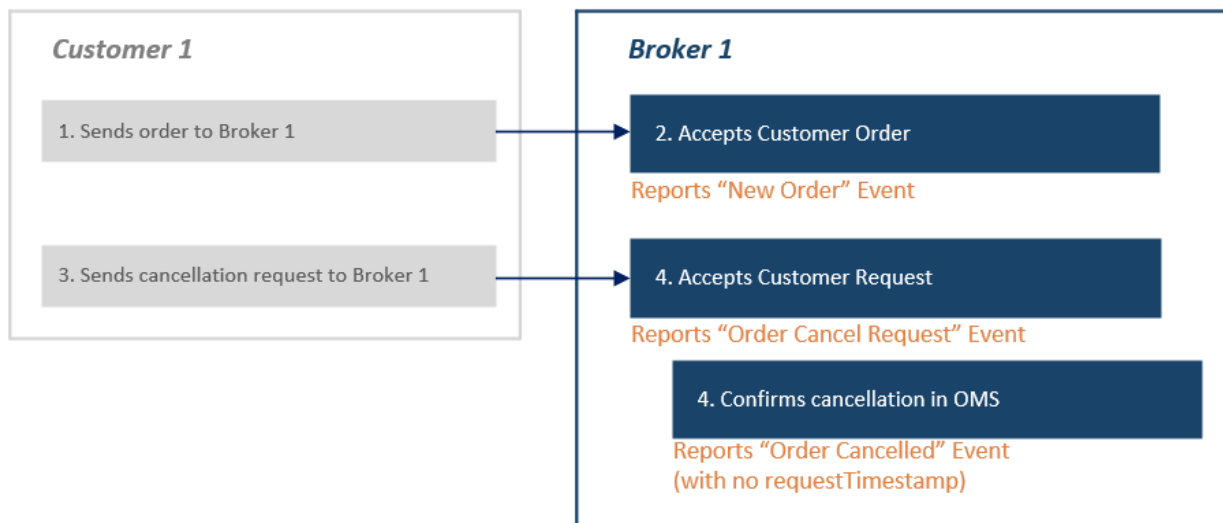 Customer 1
Broker 1
1. Sends order to Broker 1
2. Accepts Customer Order
Reports “New Order” Event
3. Sends cancellation request to Broker 1
4. Accepts Customer Request
Reports “Order Cancel Request” Event
4. Confirms cancellation in OMS
Reports “Order Cancelled” Event
(with no requestTimestamp)